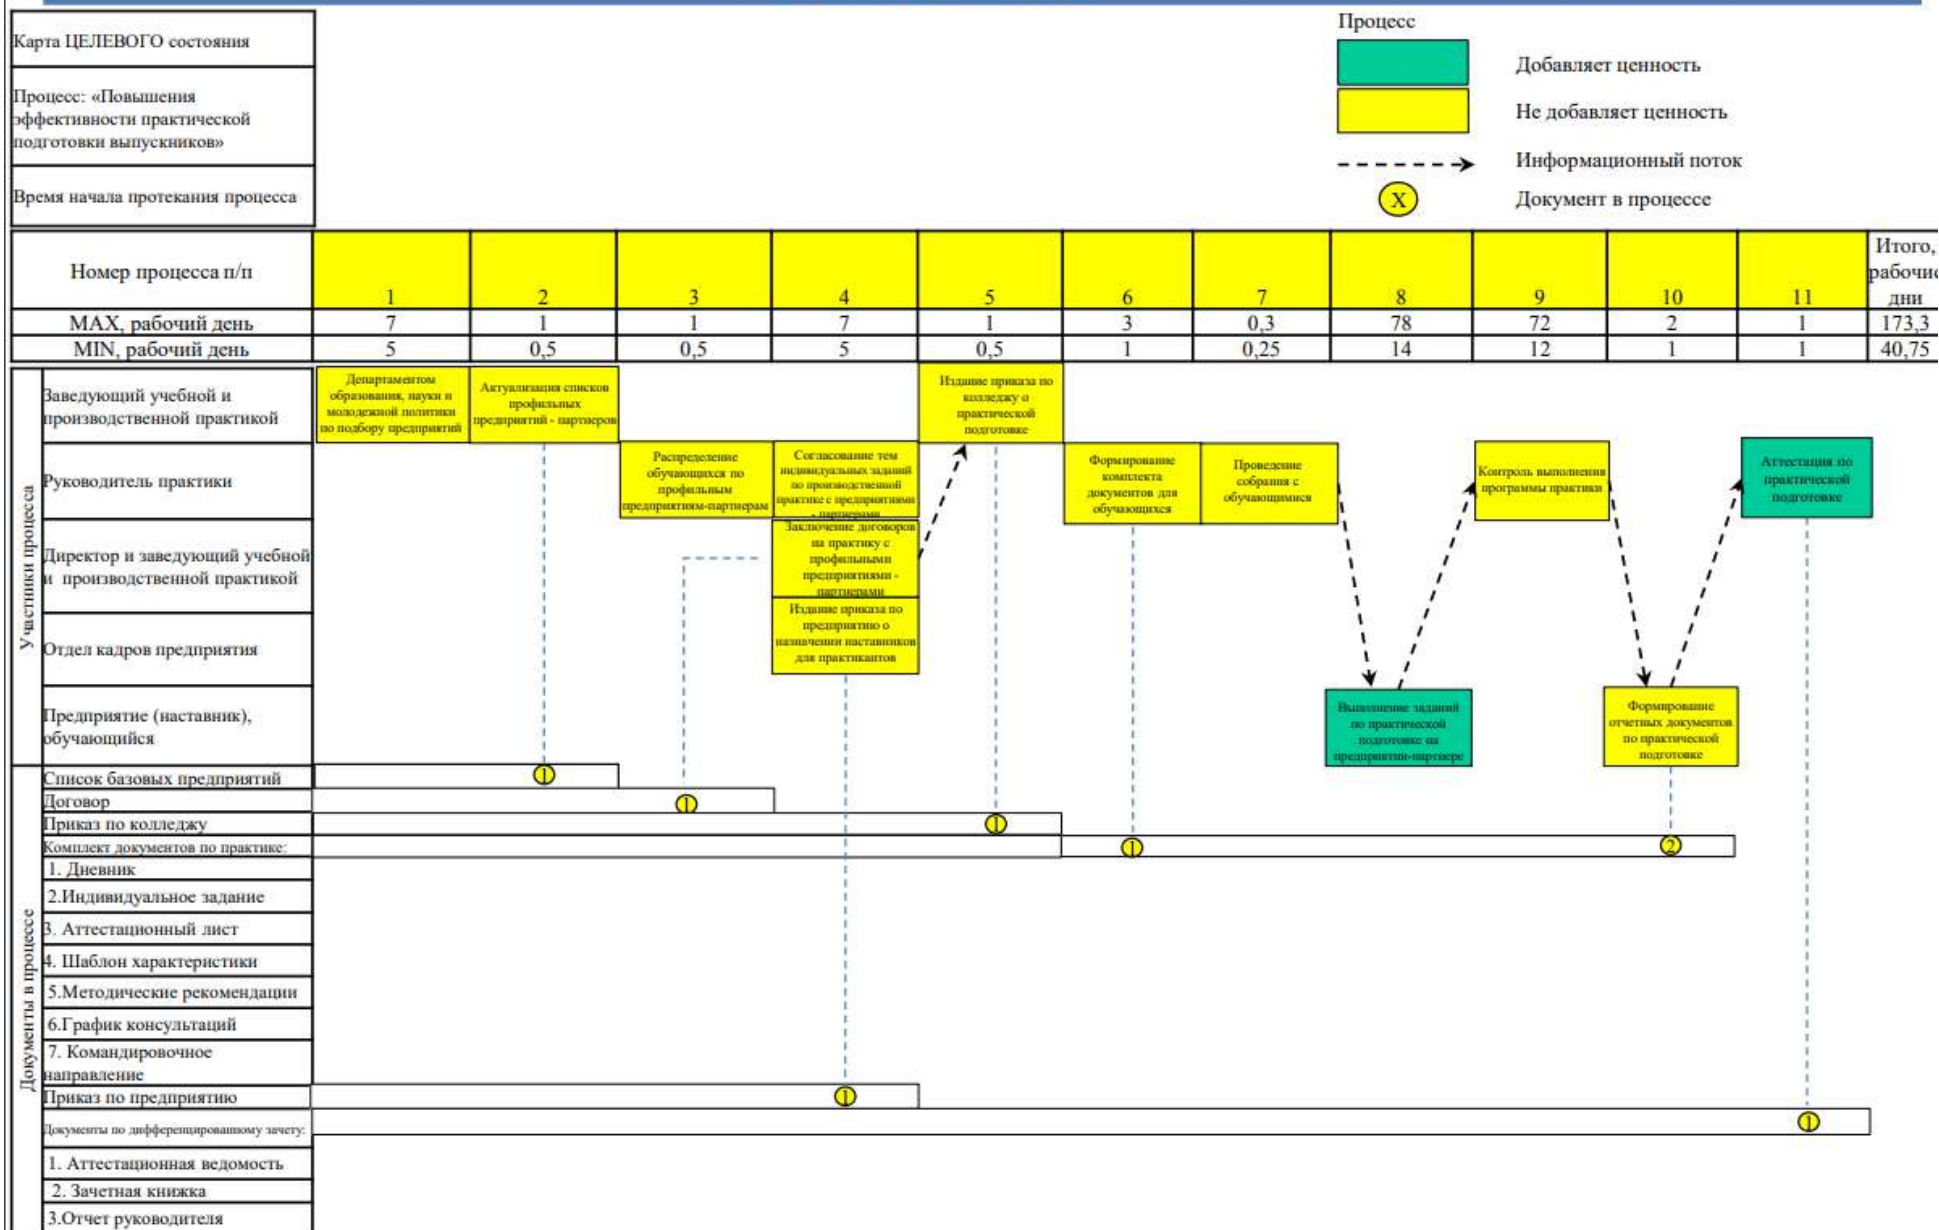 Карта ЦЕЛЕВОГО состояния
Процесс: «Повышения
эффективности практической
подготовки выпускников»
Время начала протекания процесса
Процесс
Добавляет ценность
Не добавляет ценность
Информационный поток
X Документ в процессе
Номер процесса п/п 1 2 3 4 5 6 7 8 9 10 11
Итого,
рабочие
дни
MAX, рабочий день 7 1 1 7 1 3 0,3 78 72 2 1 173,3
MIN, рабочий день 5 0,5 0,5 5 0,5 1 0,25 14 12 1 1 40,75
Участники процесса
Заведующий учебной и
производственной практикой
Департаментом
образования, науки и
молодежной политики
по подбору предприятий
Актуализация списков
профильных
предприятий - партнеров
Издание приказа по
колледжу о
практической
подготовке
Руководитель практики
Распределение
обучающихся по
профильным
предприятиям-партнерам
Согласование тем
индивидуальных заданий
по производственной
практике с предприятиями
- партнерами
Формирование
комплекта
документов для
обучающихся
Проведение
собрания с
обучающимися
Контроль выполнения
программы практики
Аттестация по
практической
подготовке
Директор и заведующий учебной
и производственной практикой
Заключение договоров
на практику с
профильными
предприятиями -
партнерами
Отдел кадров предприятия
Издание приказа по
предприятию о
назначении наставников
для практикантов
Предприятие (наставник),
обучающийся
Выполнение заданий
по практической
подготовке на
предприятии-партнере
Формирование
отчетных документов
по практической
подготовке
Документы в процессе
Список базовых предприятий 1
Договор 1
Приказ по колледжу 1
Комплект документов по практике: 1 2
1. Дневник
2.Индивидуальное задание
3. Аттестационный лист
4. Шаблон характеристики
5.Методические рекомендации
6.График консультаций
7. Командировочное
направление
Приказ по предприятию 1
Документы по дифференцированному зачету: 1
1. Аттестационная ведомость
2. Зачетная книжка
3.Отчет руководителя